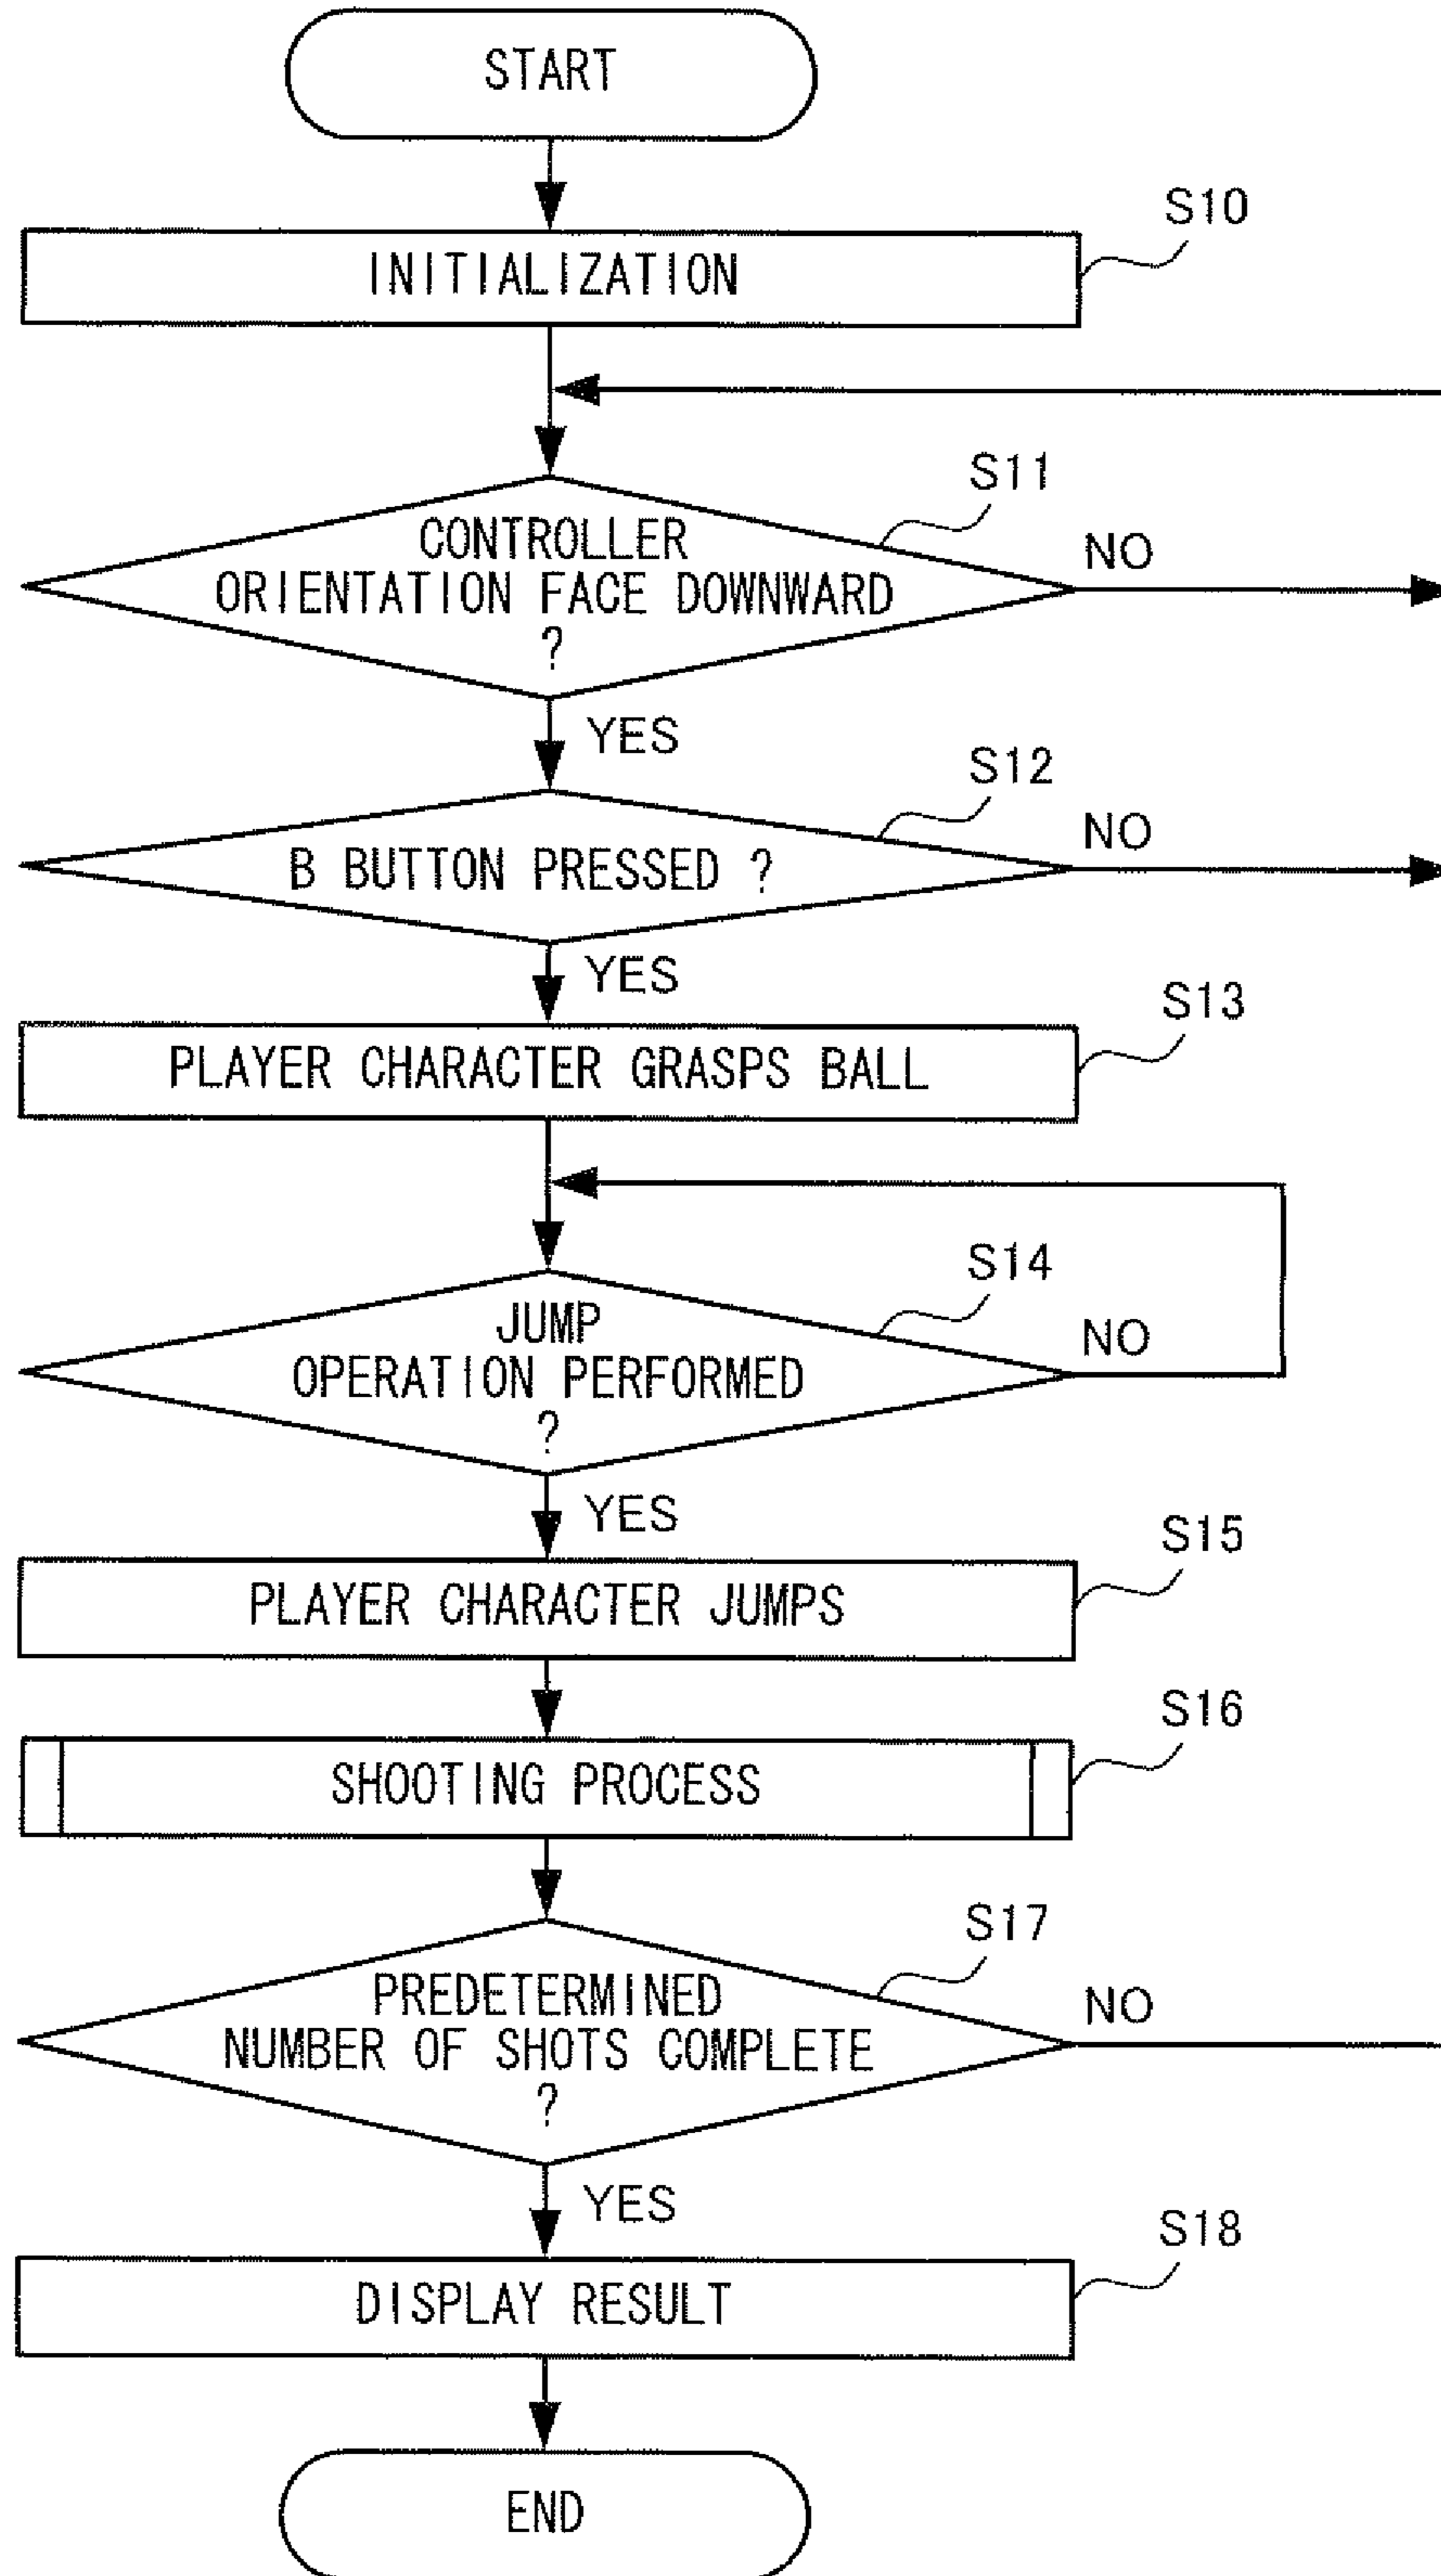 START
S10
INITIALIZATION
S11
CONTROLLER
ORIENTATION FACE DOWNWARD
?
NO
YES
S12
B BUTTON PRESSED ?
NO
YES
S13
PLAYER CHARACTER GRASPS BALL
S14
JUMP
OPERATION PERFORMED
?
NO
YES
S15
PLAYER CHARACTER JUMPS
S16
SHOOTING PROCESS
S17
PREDETERMINED
NUMBER OF SHOTS COMPLETE
?
NO
YES
S18
DISPLAY RESULT
END